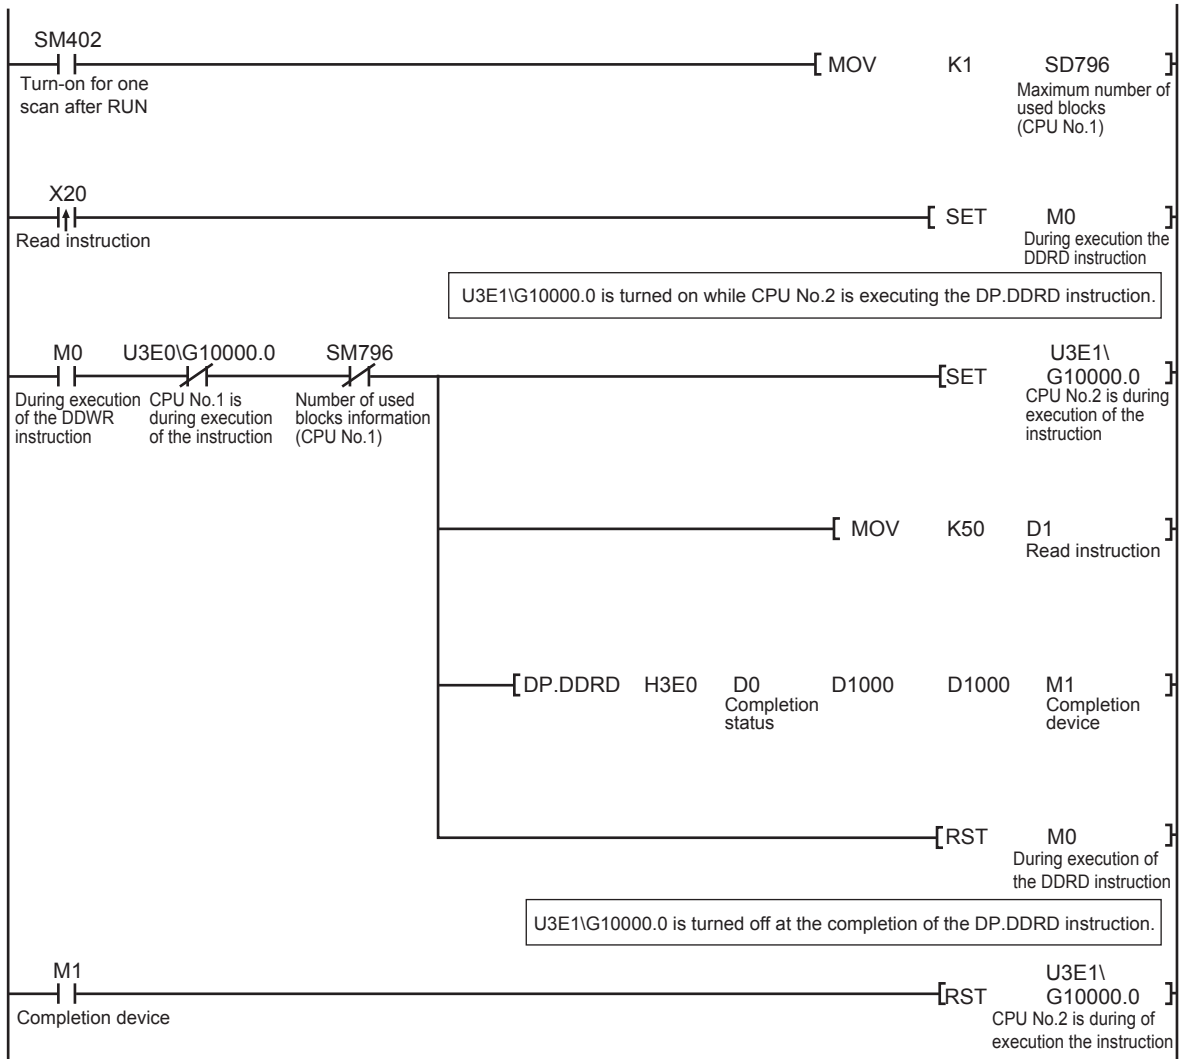 SM402
MOV K1 SD796
Turn-on for one
scan after RUN
Maximum number of
used blocks
(CPU No.1)
X20
SET M0
Read instruction
During execution the
DDRD instruction
U3E1\G10000.0 is turned on while CPU No.2 is executing the DP.DDRD instruction.
M0 U3E0\G10000.0 SM796
U3E1\
SET G10000.0
During execution
of the DDWR
instruction
CPU No.1 is
during execution
of the instruction
Number of used
blocks information
(CPU No.1)
CPU No.2 is during
execution of the
instruction
MOV K50 D1
Read instruction
DP.DDRD H3E0 D0 D1000 D1000 M1
Completion
status
Completion
device
RST M0
During execution of
the DDRD instruction
U3E1\G10000.0 is turned off at the completion of the DP.DDRD instruction.
M1
U3E1\
RST G10000.0
Completion device
CPU No.2 is during of
execution the instruction